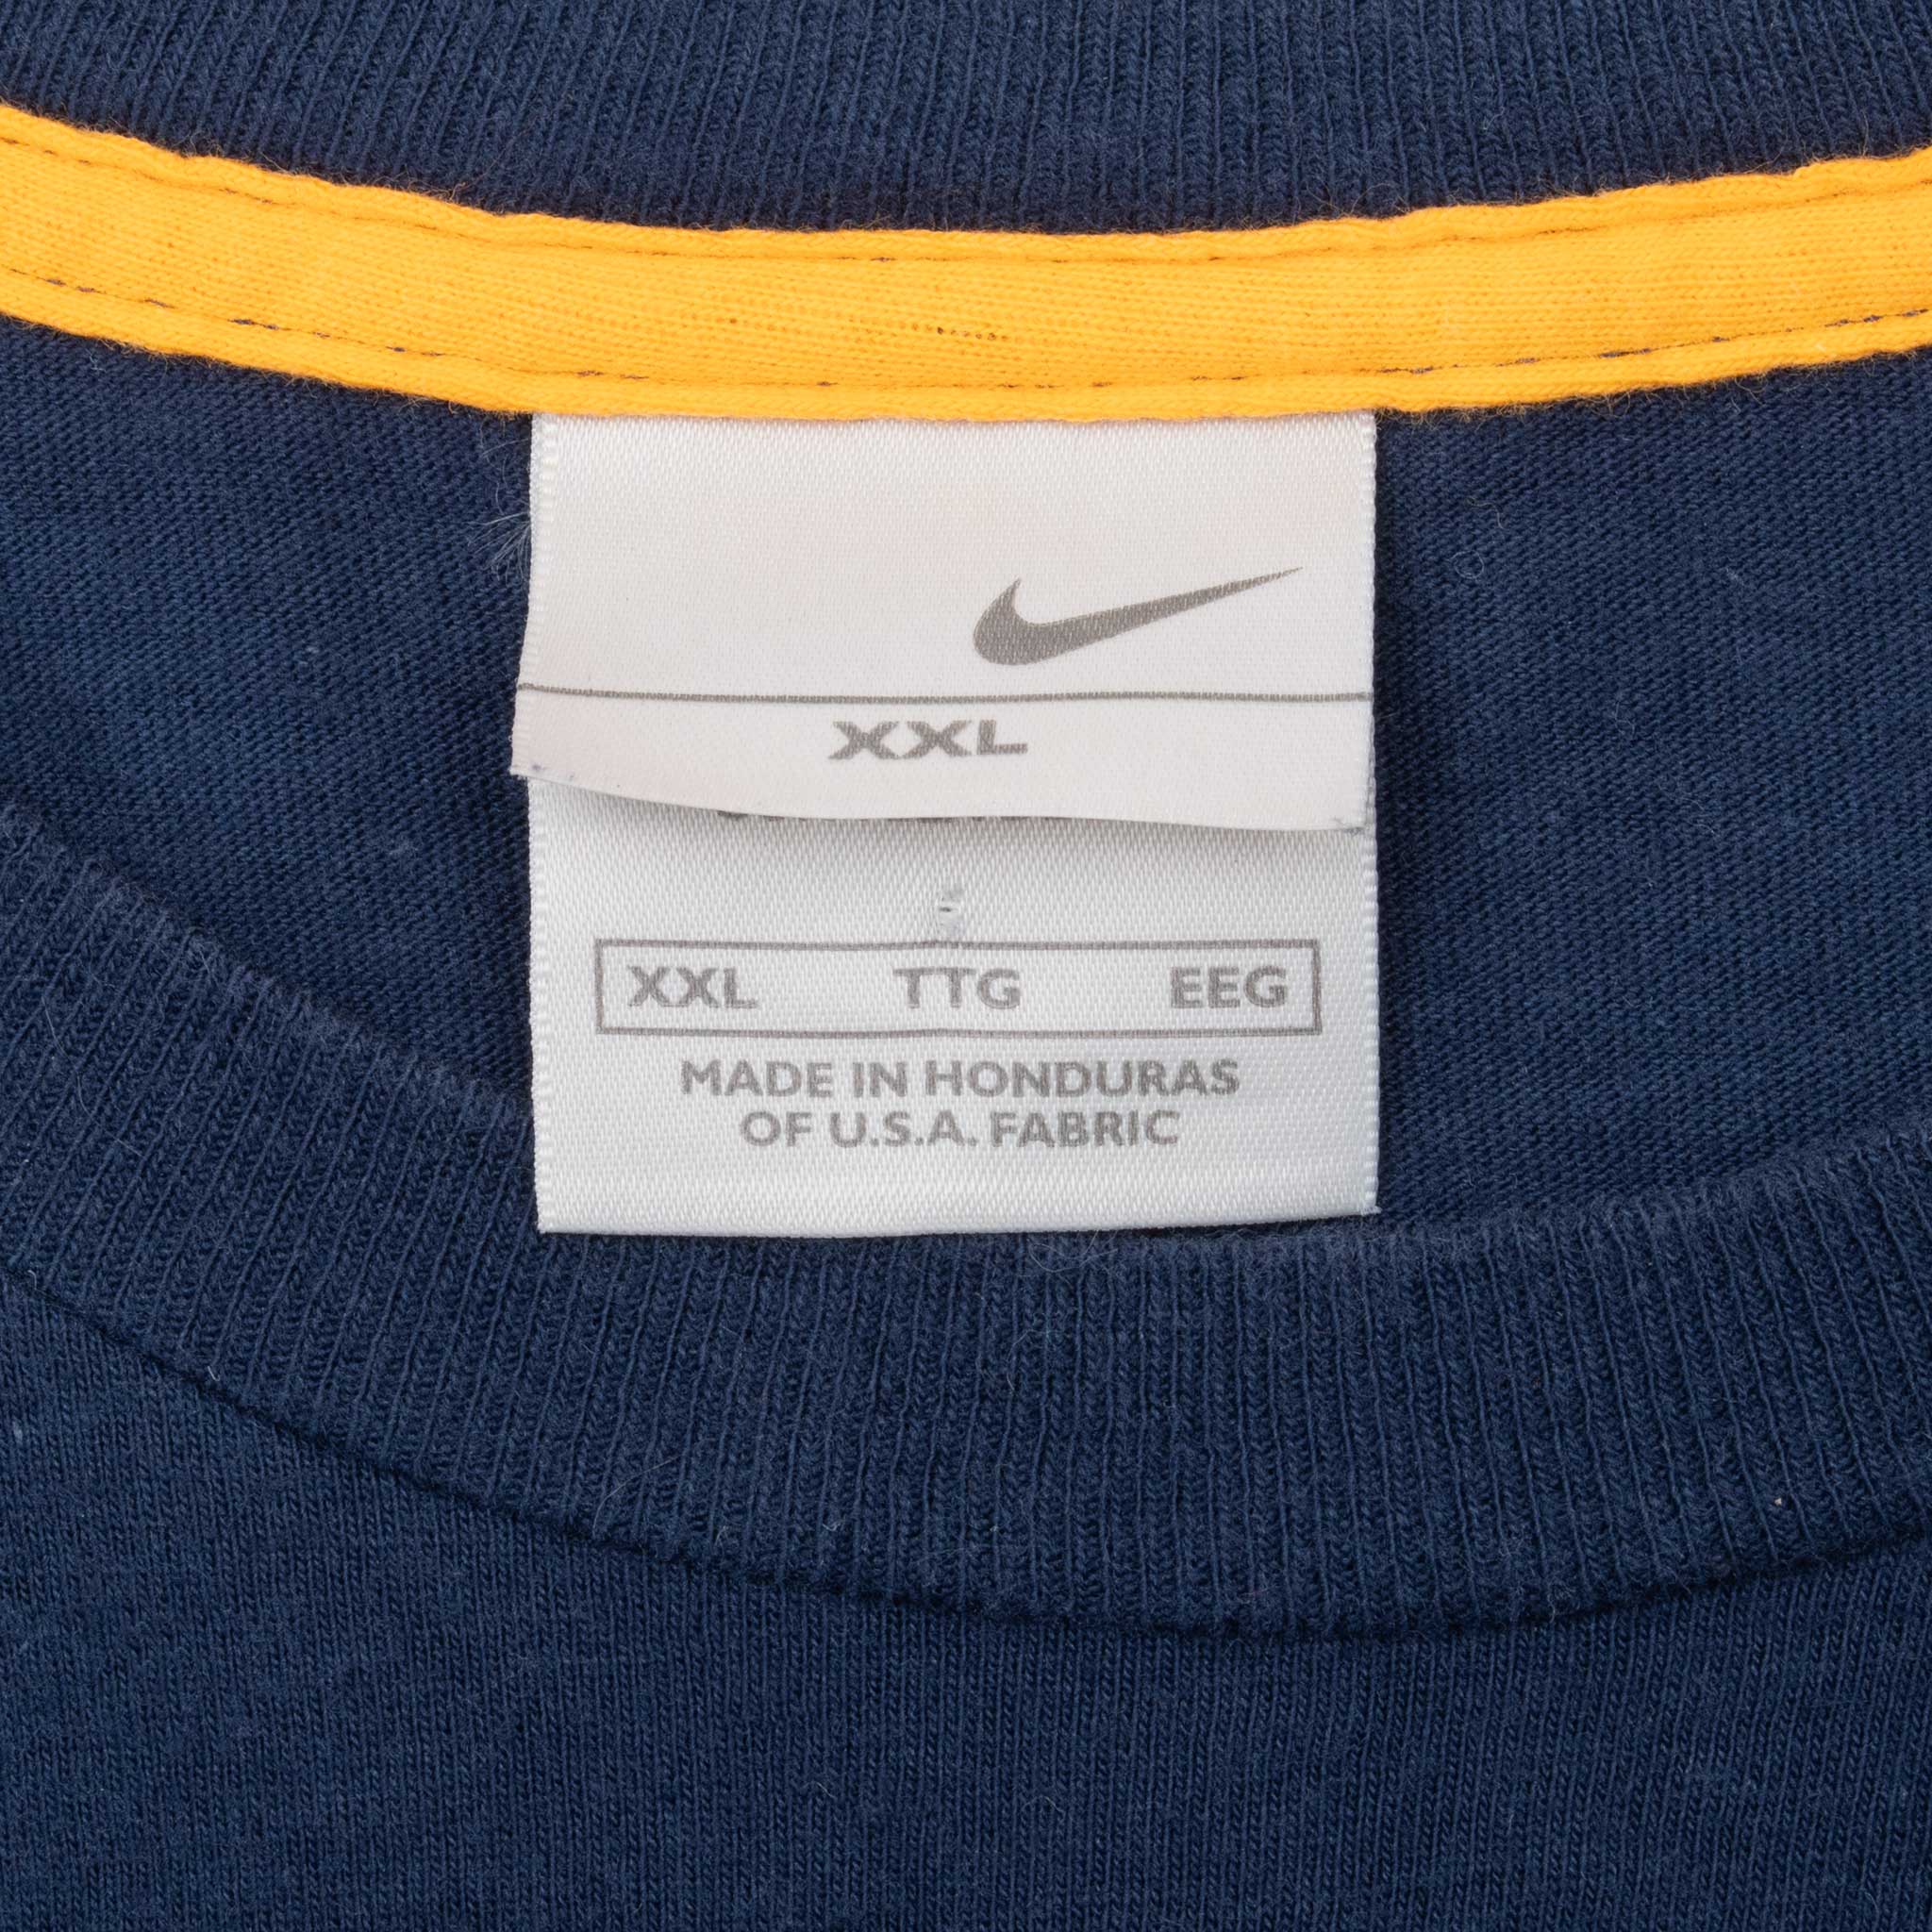 XXL
XXL TTG EEG
MADE IN HONDURAS
OF U.S.A. FABRIC